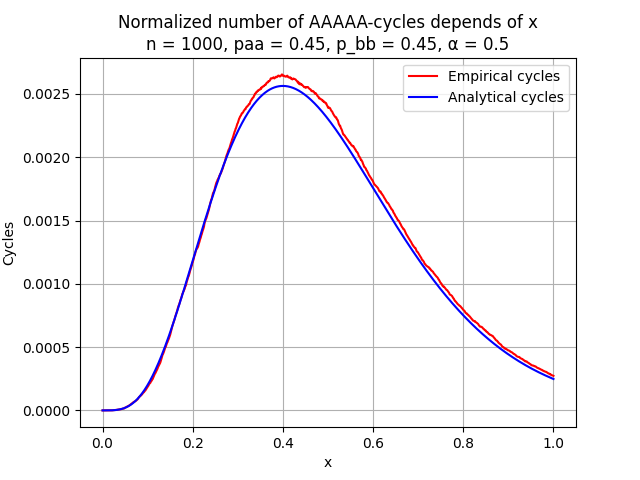 Normalized number of AAAAA-cycles depends of x
n = 1000, paa = 0.45, p_bb = 0.45, α = 0.5
Empirical cycles
Analytical cycles
Cycles
0.0025
0.0020
0.0015
0.0010
0.0005
0.0000
0.0 0.2 0.4 0.6 0.8 1.0
x